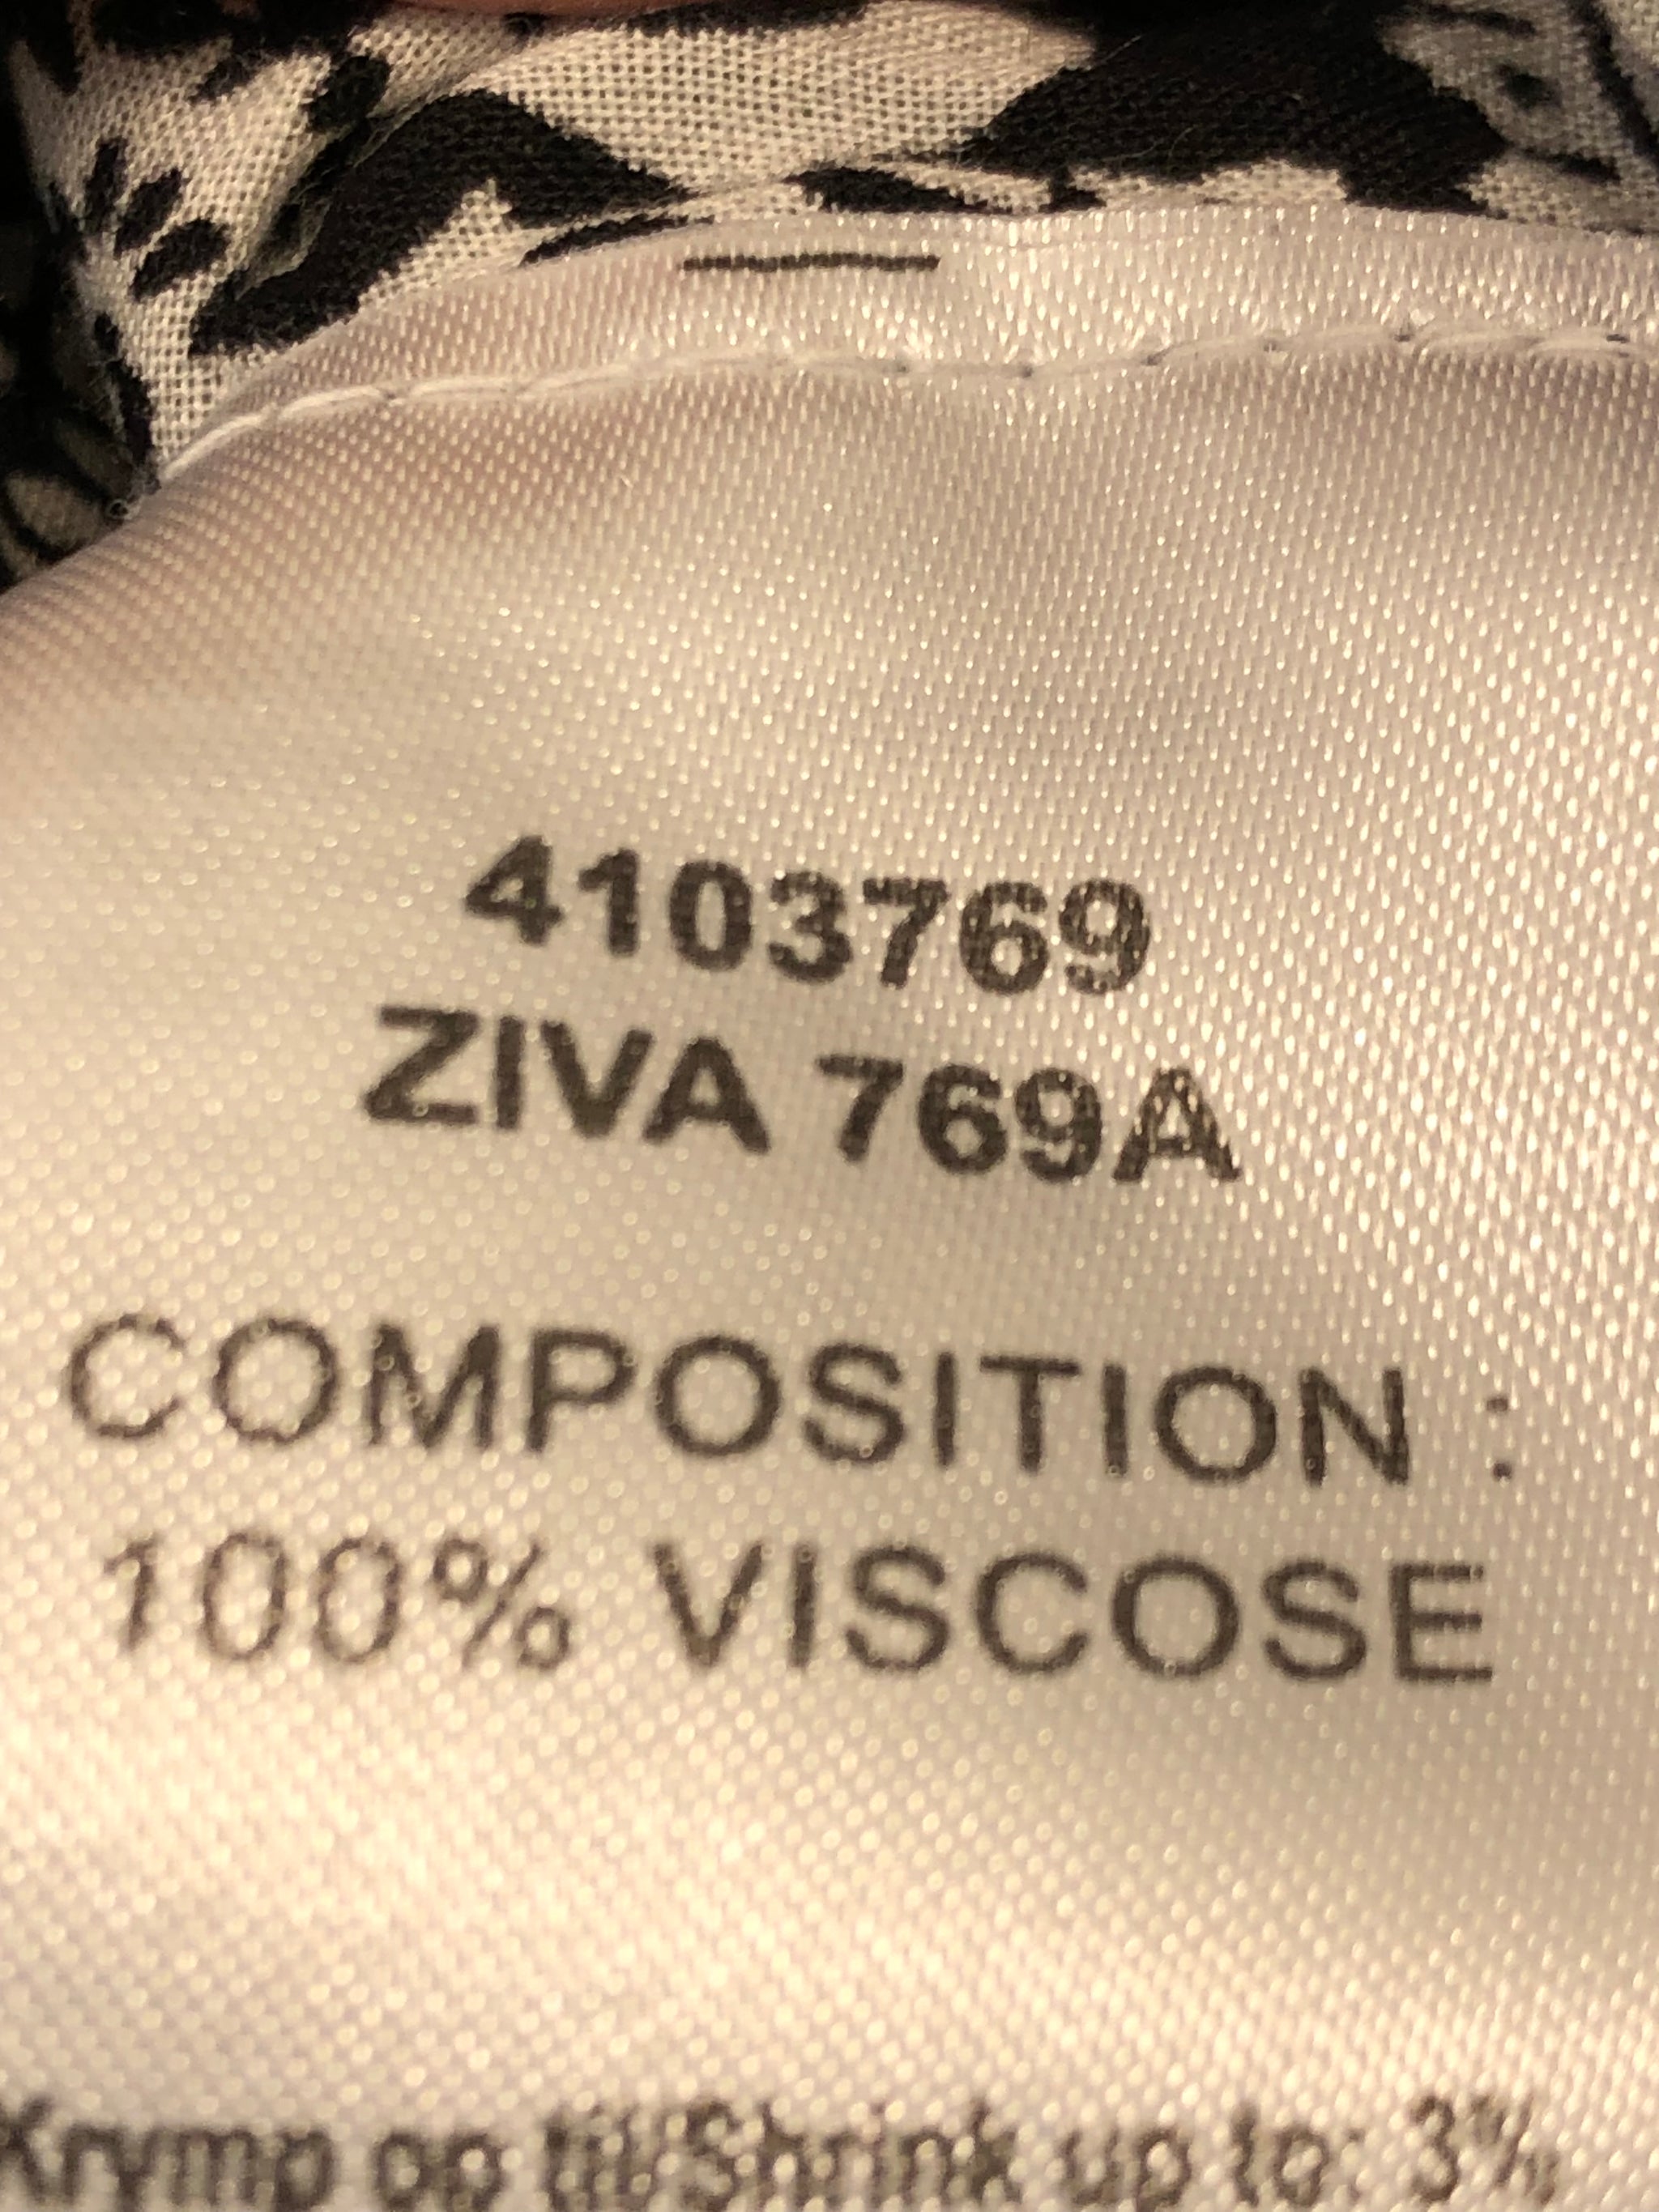 4103769
ZIVA 769A
COMPOSITION :
100% VISCOSE
Krymp op til/Shrink up to: 3%